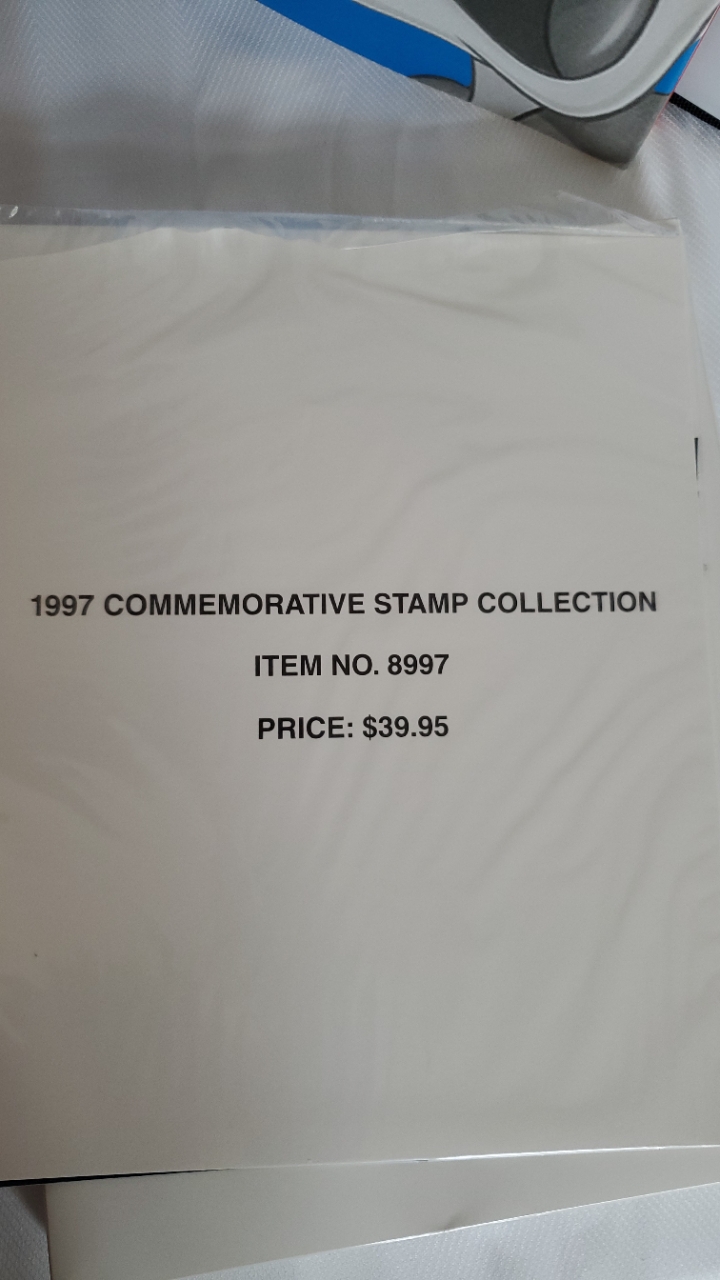 1997 COMMEMORATIVE STAMP COLLECTION
ITEM NO. 8997
PRICE: $39.95